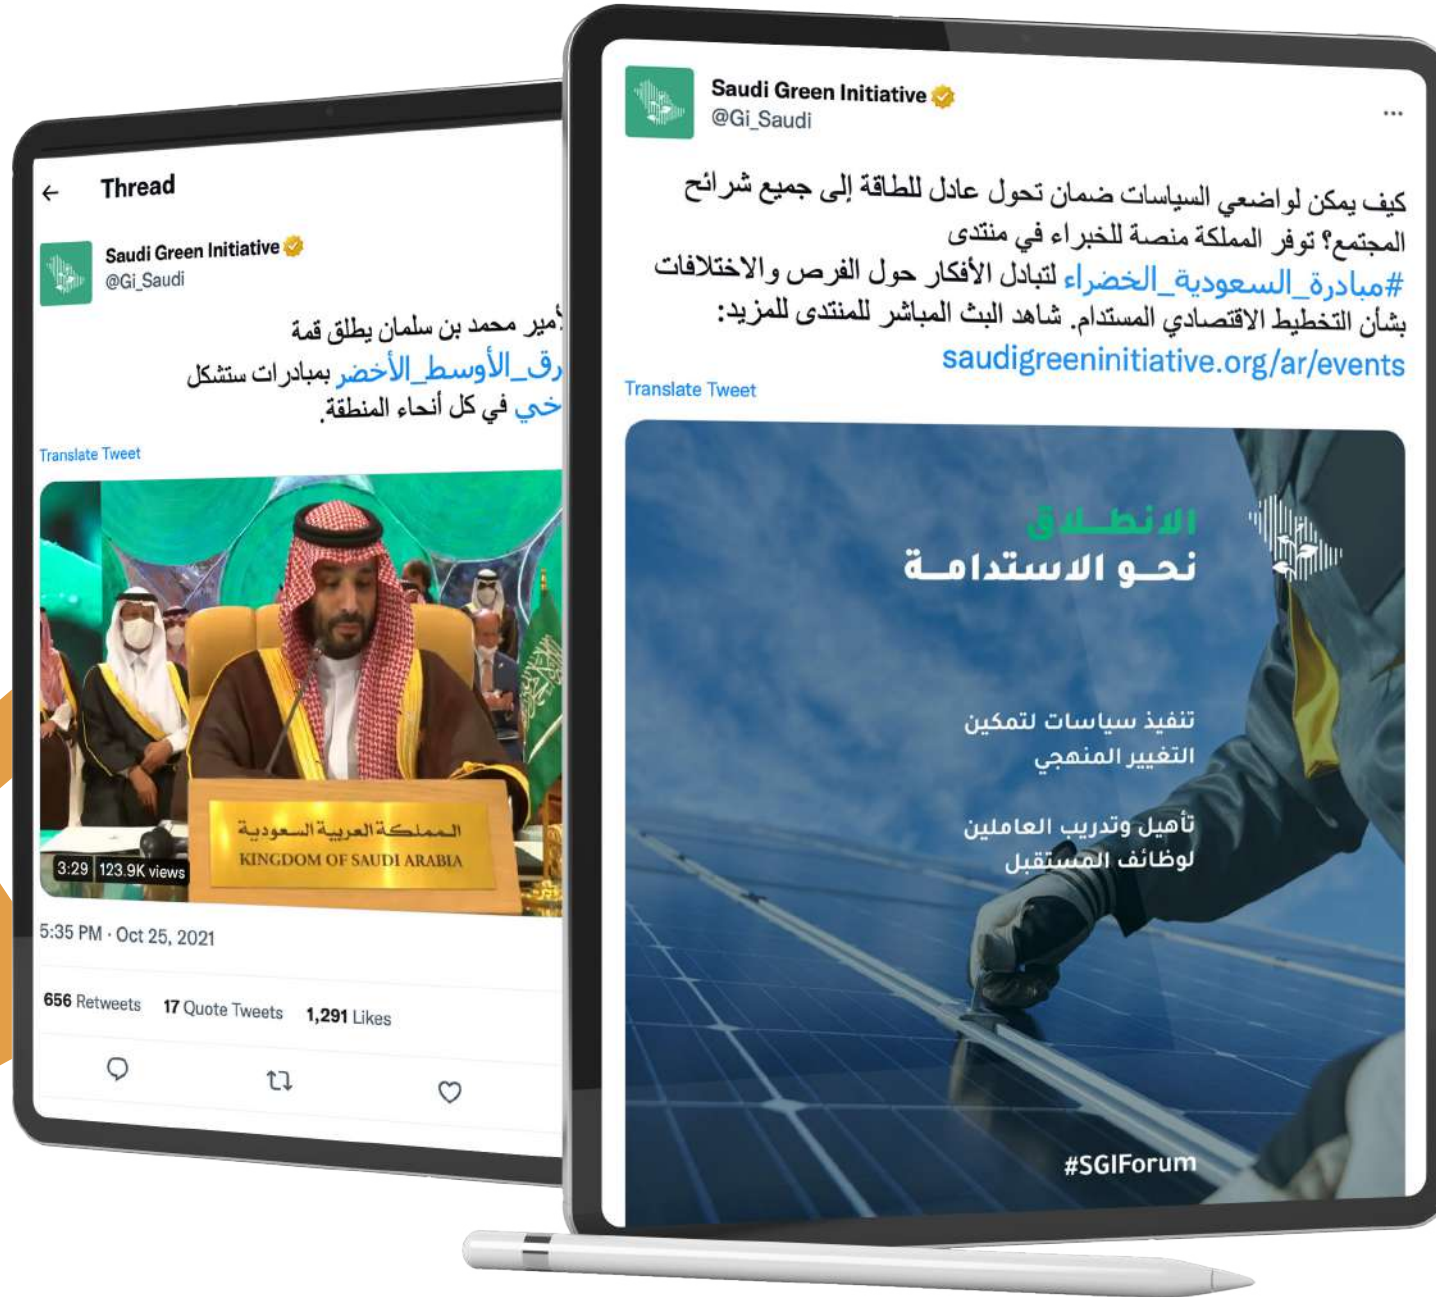 Thread
Saudi Green Initiative
@Gi_Saudi
محمد بن سلمان يطلق قمة
بمبادرات ستشكل
في كل أنحاء المنطقة.
Translate Tweet
المملكة العربية السعودية
KINGDOM OF SAUDI ARABIA
3:29 123.9K views
5:35 PM · Oct 25, 2021
656 Retweets 17 Quote Tweets 1,291 Likes
Saudi Green Initiative
@Gi_Saudi
كيف يمكن لواضعي السياسات ضمان تحول عادل للطاقة إلى جميع شرائح
المجتمع؟ توفر المملكة منصة للخبراء في منتدى
#مبادرة_السعودية_الخضراء لتبادل الأفكار حول الفرص والاختلافات
بشأن التخطيط الاقتصادي المستدام. شاهد البث المباشر للمنتدى للمزيد:
saudigreeninitiative.org/ar/events
Translate Tweet
الانطلاق
نحو الاستدامة
تنفيذ سياسات لتمكين
التغيير المنهجي
تأهيل وتدريب العاملين
لوظائف المستقبل
#SGIForum